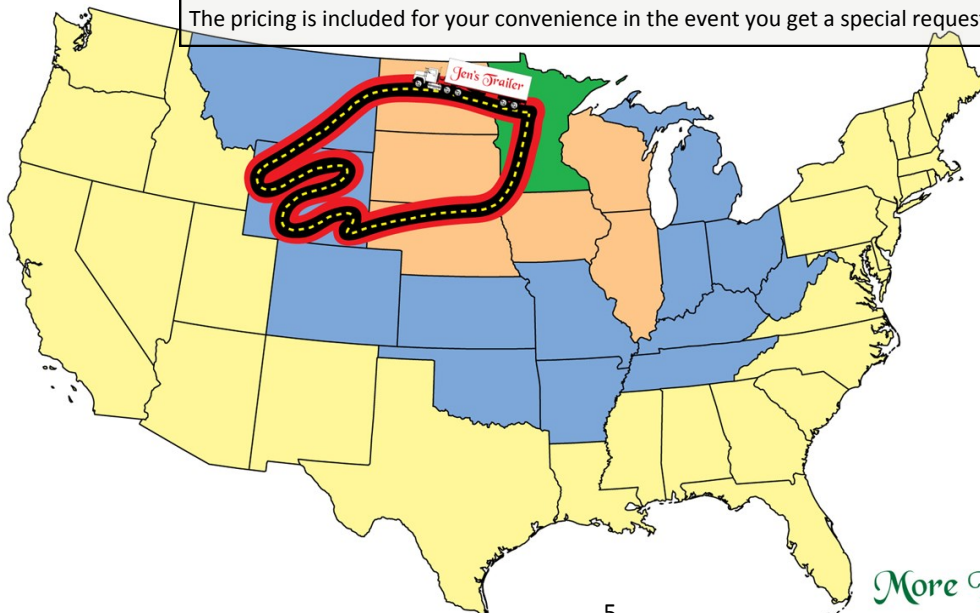 The pricing is included for your convenience in the event you get a special reques
Jen's Trailer
More
5